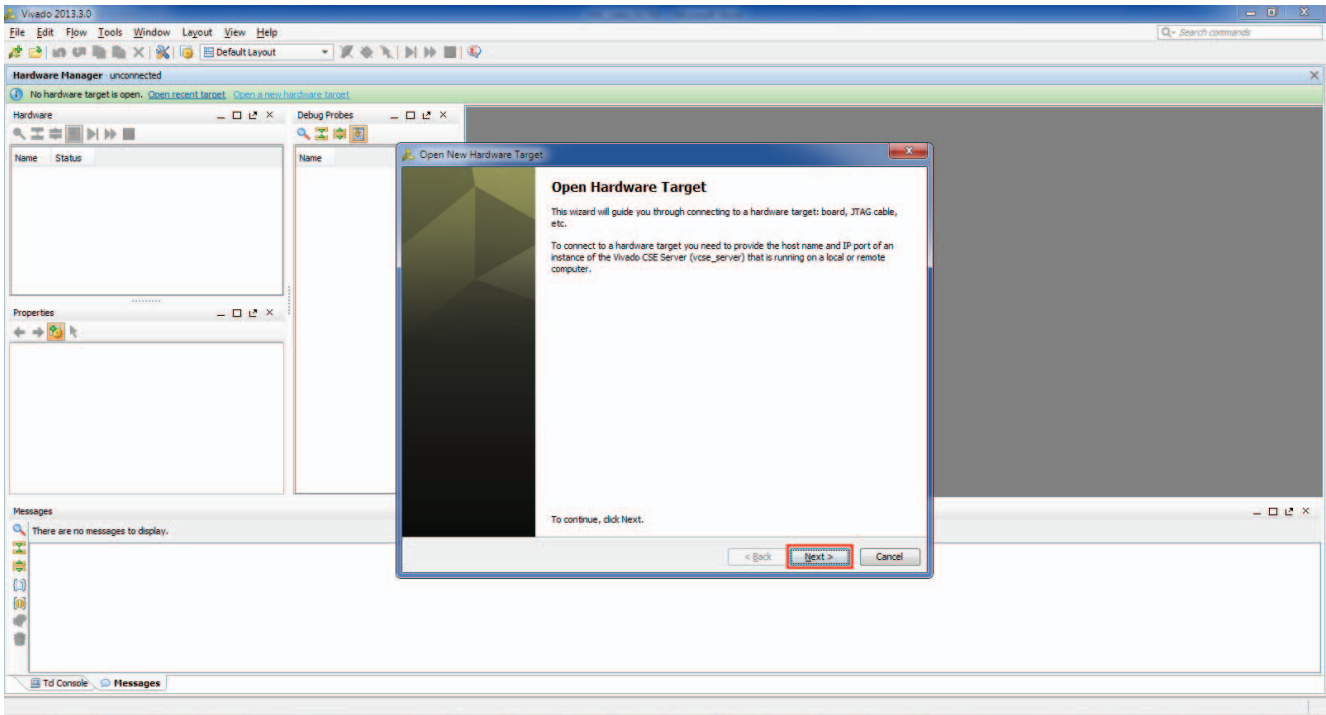 Vivado 2013.3.0
File Edit Flow Tools Window Layout View Help
Q- Search commands
Default Layout
Hardware Manager - unconnected
No hardware target is open. Open recent target Open a new hardware target
Hardware
Debug Probes
Name Status
Name
Open New Hardware Target
Open Hardware Target
This wizard will guide you through connecting to a hardware target: board, JTAG cable,
etc.
To connect to a hardware target you need to provide the host name and IP port of an
instance of the Vivado CSE Server (vcse_server) that is running on a local or remote
computer.
Properties
To continue, click Next.
< Back Next > Cancel
Messages
There are no messages to display.
Tcl Console Messages